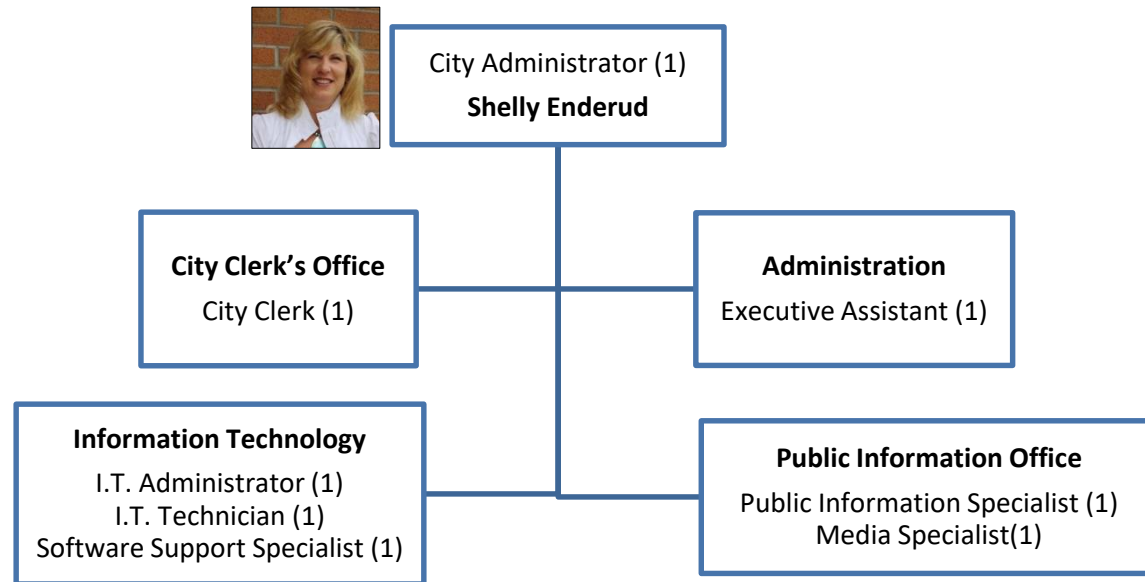 City Administrator (1)
Shelly Enderud
City Clerk’s Office
City Clerk (1)
Administration
Executive Assistant (1)
Information Technology
I.T. Administrator (1)
I.T. Technician (1)
Software Support Specialist (1)
Public Information Office
Public Information Specialist (1)
Media Specialist(1)